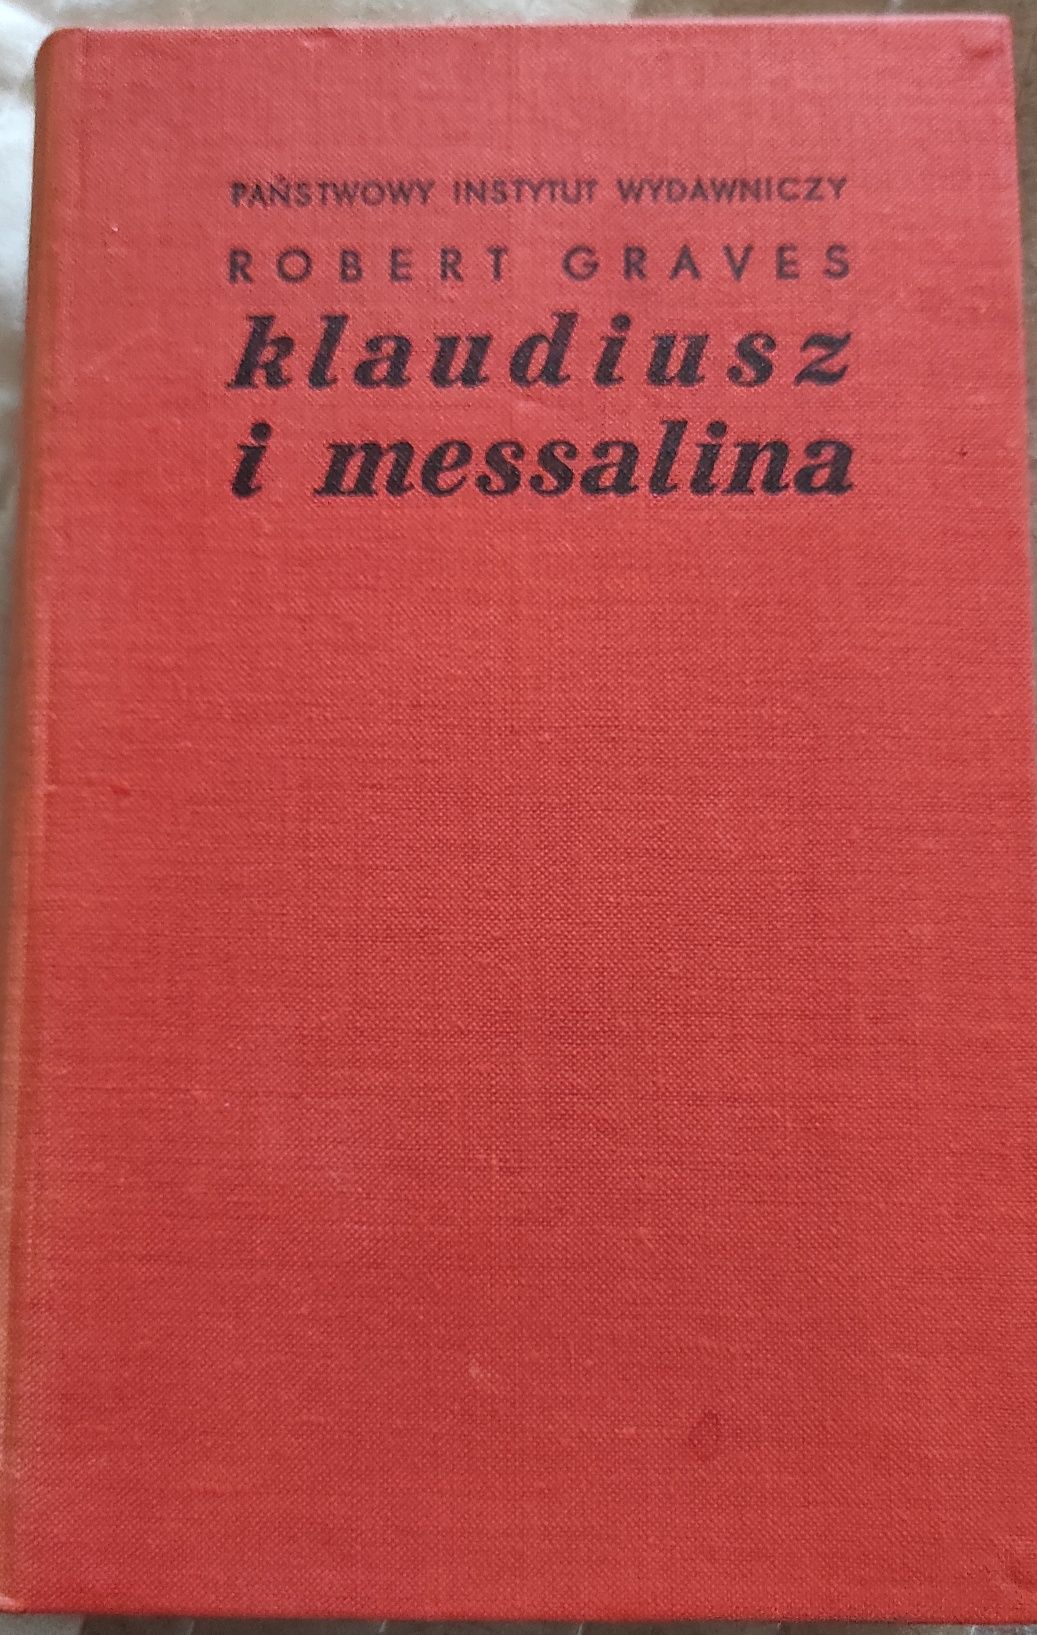 PAŃSTWOWY INSTYTUT WYDAWNICZY
ROBERT GRAVES
klaudiusz
i messalina